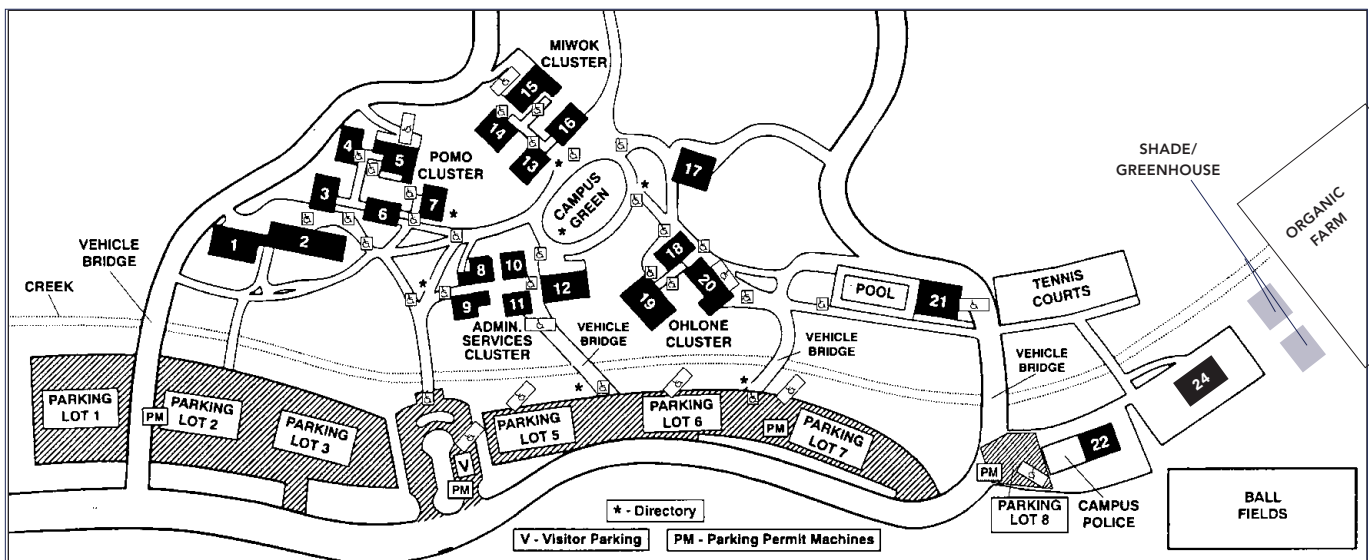 MIWOK
CLUSTER
15
14
16
13
4
5
POMO
CLUSTER
3
6
7
*
17
*
*
CAMPUS
GREEN
*
SHADE/
GREENHOUSE
ORGANIC
FARM
1
2
VEHICLE
BRIDGE
CREEK
*
8
10
9
11
12
ADMIN.
SERVICES
CLUSTER
18
19
20
OHLONE
CLUSTER
POOL
21
TENNIS
COURTS
VEHICLE
BRIDGE
VEHICLE
BRIDGE
VEHICLE
BRIDGE
*
*
24
22
PARKING
LOT 1
PM
PARKING
LOT 2
PARKING
LOT 3
V
PM
PARKING
LOT 5
PARKING
LOT 6
PM
PARKING
LOT 7
PM
PARKING
LOT 8
CAMPUS
POLICE
BALL
FIELDS
* - Directory
V - Visitor Parking
PM - Parking Permit Machines